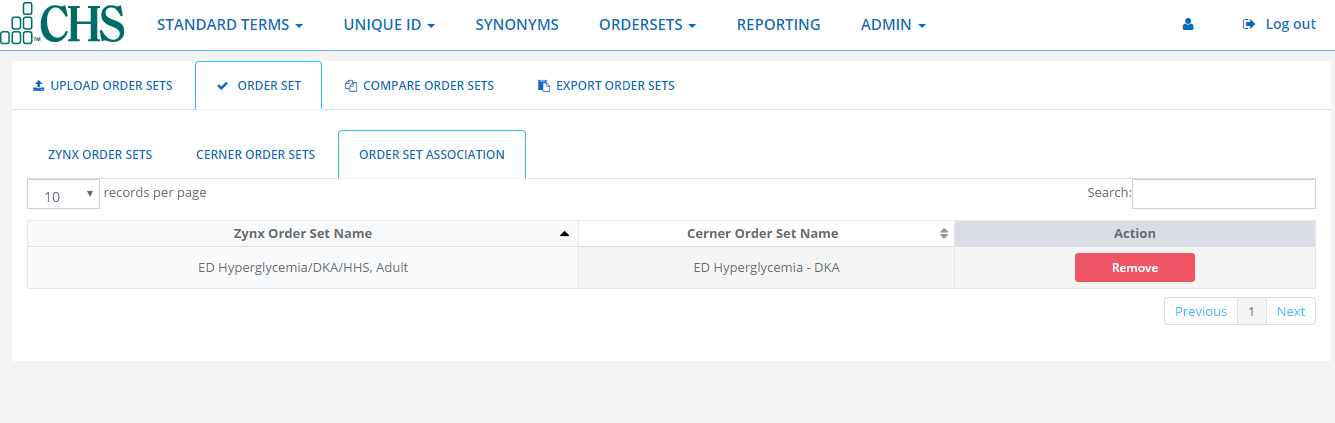 CHS STANDARD TERMS UNIQUE ID SYNONYMS ORDERSETS REPORTING ADMIN Log out
TM
UPLOAD ORDER SETS ORDER SET COMPARE ORDER SETS EXPORT ORDER SETS
ZYNX ORDER SETS CERNER ORDER SETS ORDER SET ASSOCIATION
10 records per page Search:
Zynx Order Set Name Cerner Order Set Name Action
ED Hyperglycemia/DKA/HHS, Adult ED Hyperglycemia - DKA Remove
Previous 1 Next